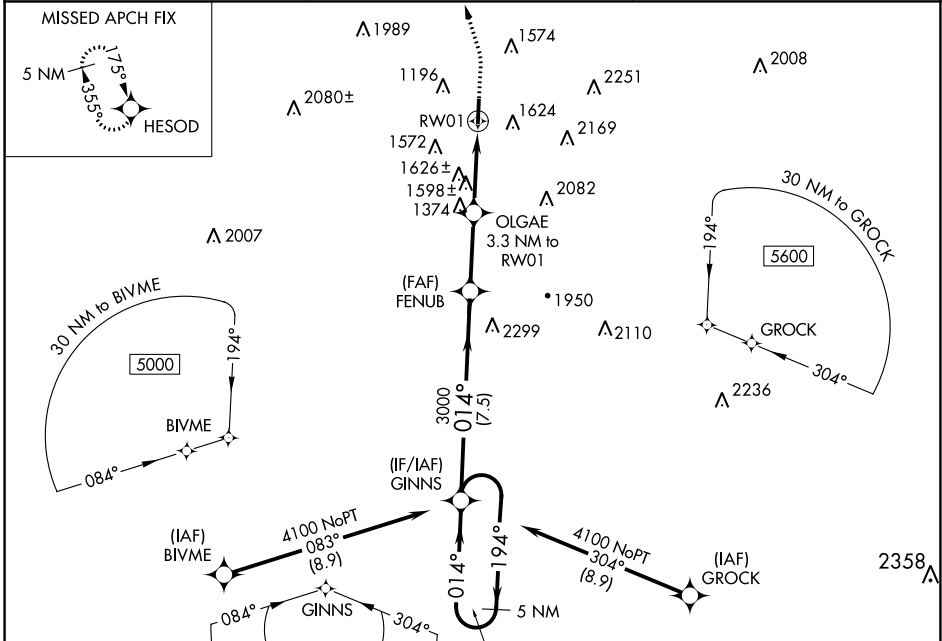 MISSED APCH FIX
5 NM
175°
355°
HESOD
1989
1574
2008
1196
2251
2080±
RW01
1624
2169
1572
1626±
1598±
1374
2082
OLGAE
3.3 NM to
RW01
30 NM to GROCK
194°
5600
GROCK
304°
2007
(FAF)
FENUB
1950
2299
2110
30 NM to BIVME
194°
5000
BIVME
084°
2236
3000
014°
(7.5)
(IF/IAF)
GINNS
4100 NoPT
083°
(8.9)
(IAF)
BIVME
014°
194°
5 NM
4100 NoPT
304°
(8.9)
(IAF)
GROCK
2358
084°
GINNS
304°